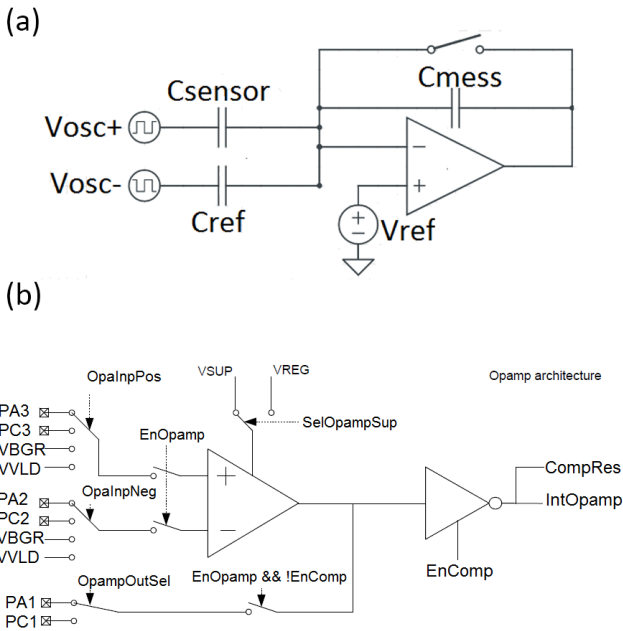 (a)
Csensor
Cmess
Vosc+
Vosc-
Cref
Vref
(b)
Opamp architecture
VSUP
VREG
OpaInpPos
SelOpampSup
EnOpamp
PA3
PC3
VBGR
VVLD
OpaInpNeg
PA2
PC2
VBGR
VVLD
CompRes
IntOpamp
EnComp
OpampOutSel
EnOpamp && !EnComp
PA1
PC1